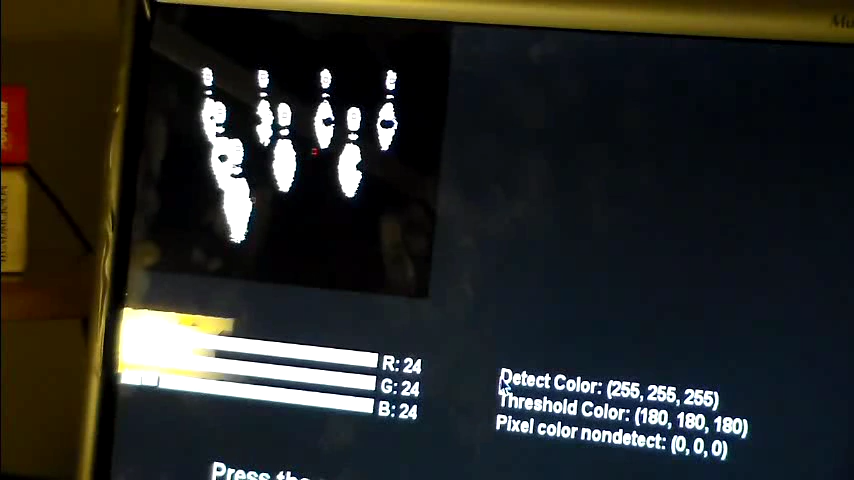 R: 24
G: 24
B: 24
Detect Color: (255, 255, 255)
Threshold Color: (180, 180, 180)
Pixel color nondetect: (0, 0, 0)
Press the